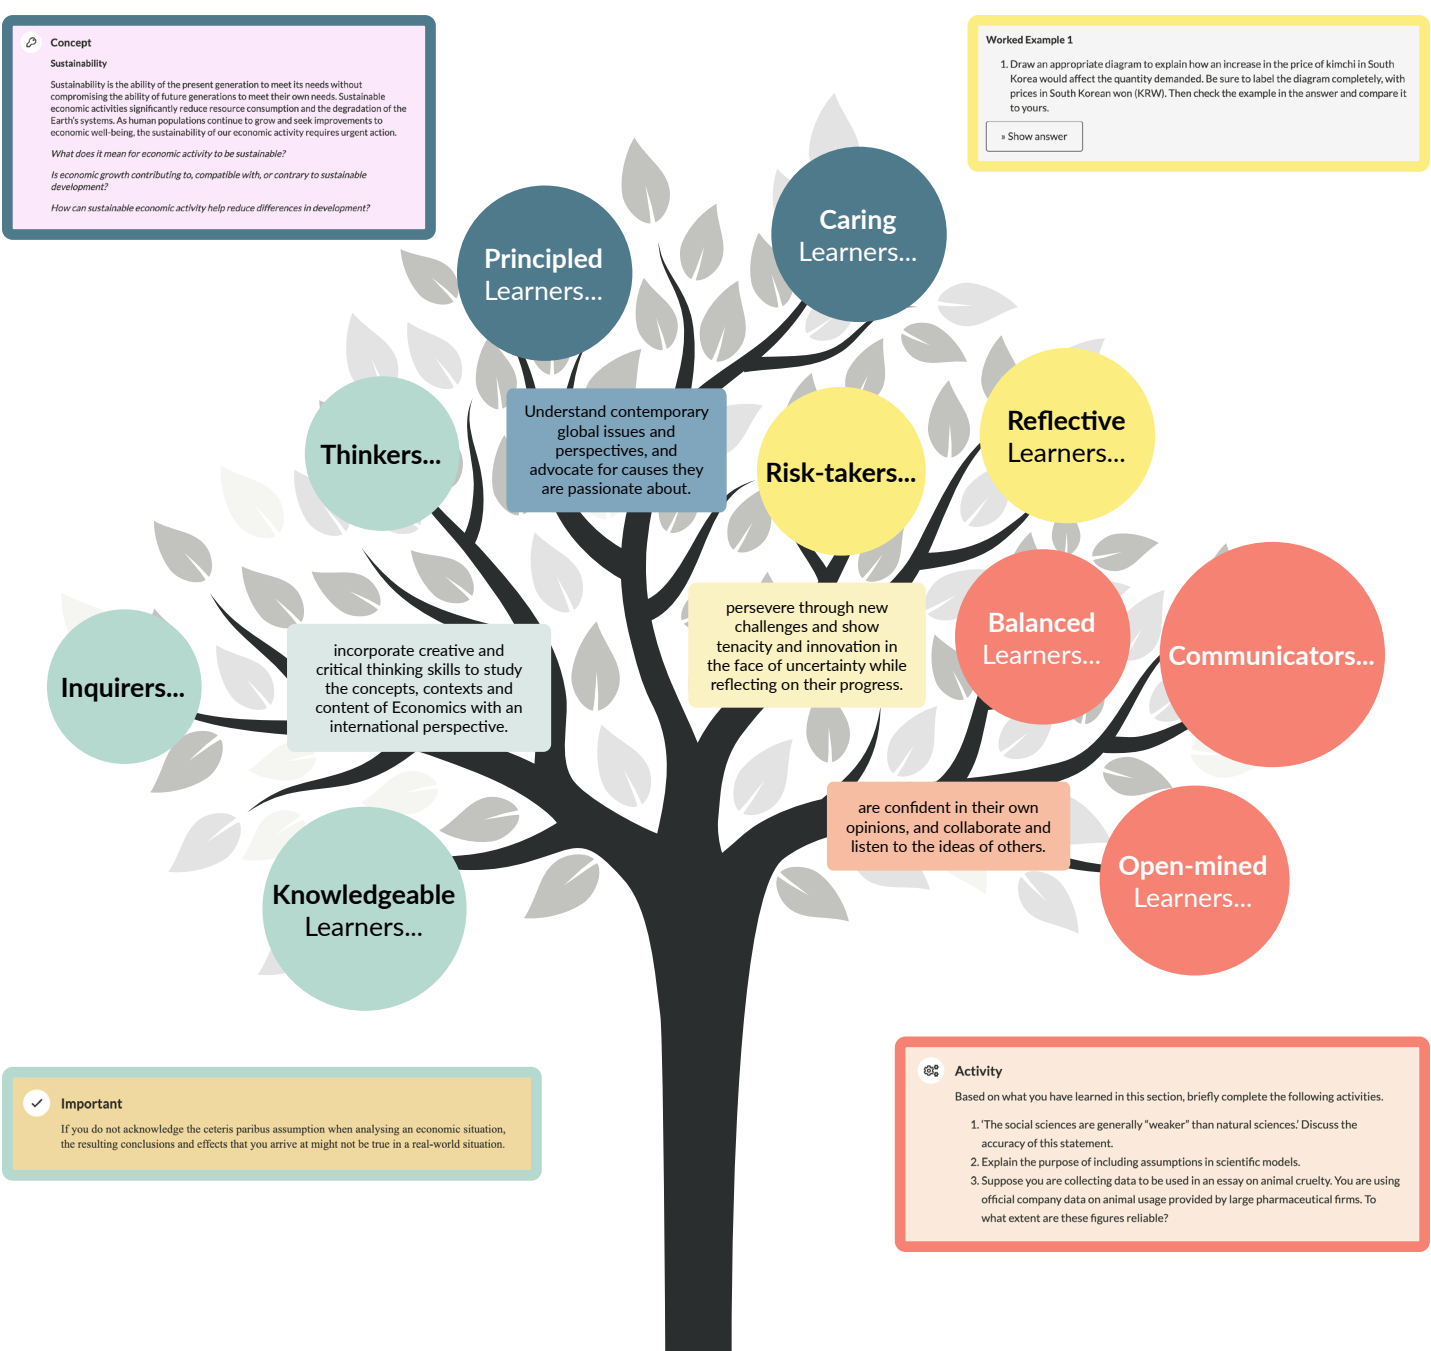 Concept
Sustainability
Sustainability is the ability of the present generation to meet its needs without
compromising the ability of future generations to meet their own needs. Sustainable
economic activities significantly reduce resource consumption and the degradation of the
Earth's systems. As human populations continue to grow and seek improvements to
economic well-being, the sustainability of our economic activity requires urgent action.
What does it mean for economic activity to be sustainable?
Is economic growth contributing to, compatible with, or contrary to sustainable
development?
How can sustainable economic activity help reduce differences in development?
Worked Example 1
1. Draw an appropriate diagram to explain how an increase in the price of kimchi in South
Korea would affect the quantity demanded. Be sure to label the diagram completely, with
prices in South Korean won (KRW). Then check the example in the answer and compare it
to yours.
» Show answer
Principled
Learners...
Caring
Learners...
Thinkers...
Understand contemporary
global issues and
perspectives, and
advocate for causes they
are passionate about.
Risk-takers...
Reflective
Learners...
Inquirers...
incorporate creative and
critical thinking skills to study
the concepts, contexts and
content of Economics with an
international perspective.
persevere through new
challenges and show
tenacity and innovation in
the face of uncertainty while
reflecting on their progress.
Balanced
Learners...
Communicators...
Knowledgeable
Learners...
are confident in their own
opinions, and collaborate and
listen to the ideas of others.
Open-mined
Learners...
Important
If you do not acknowledge the ceteris paribus assumption when analysing an economic situation,
the resulting conclusions and effects that you arrive at might not be true in a real-world situation.
Activity
Based on what you have learned in this section, briefly complete the following activities.
1. 'The social sciences are generally "weaker" than natural sciences.' Discuss the
accuracy of this statement.
2. Explain the purpose of including assumptions in scientific models.
3. Suppose you are collecting data to be used in an essay on animal cruelty. You are using
official company data on animal usage provided by large pharmaceutical firms. To
what extent are these figures reliable?